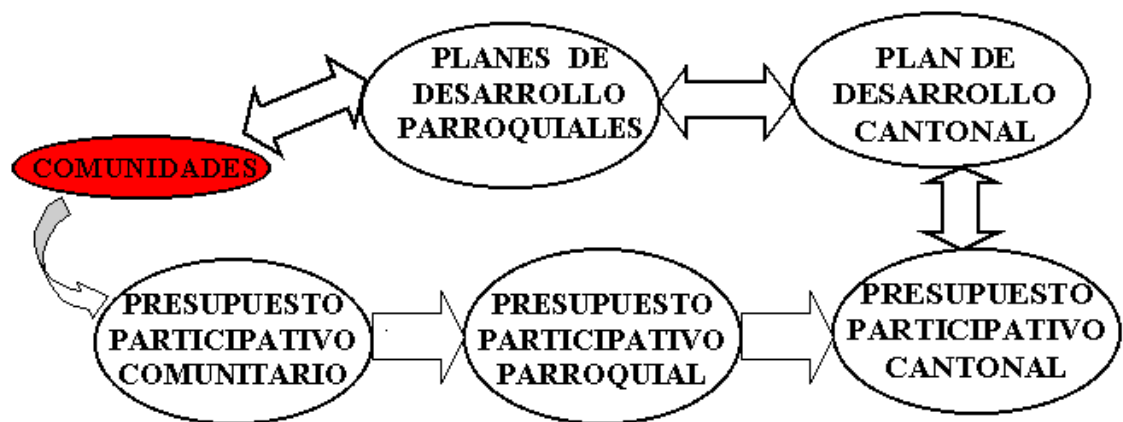 PLANES DE
DESARROLLO
PARROQUIALES
PLAN DE
DESARROLLO
CANTONAL
COMUNIDADES
PRESUPUESTO
PARTICIPATIVO
COMUNITARIO
PRESUPUESTO
PARTICIPATIVO
PARROQUIAL
PRESUPUESTO
PARTICIPATIVO
CANTONAL